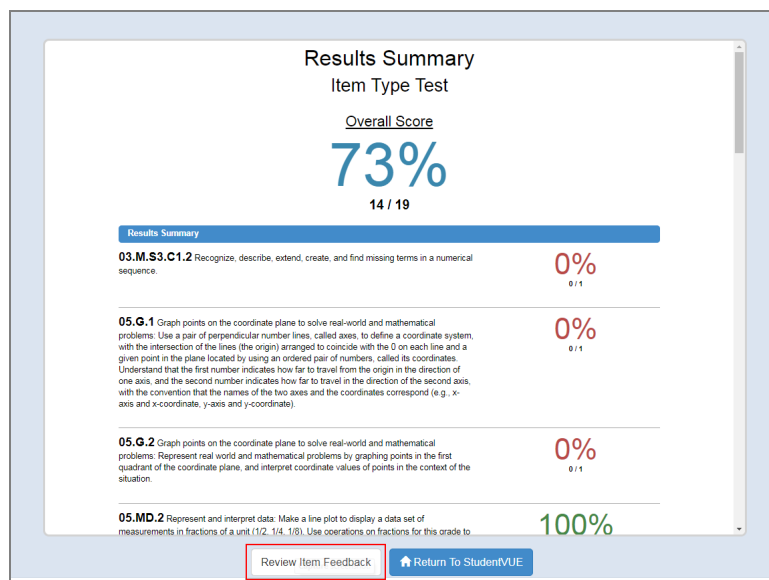 Results Summary
Item Type Test
Overall Score
73%
14 / 19
Results Summary
03.M.S3.C1.2 Recognize, describe, extend, create, and find missing terms in a numerical
sequence.
0%
0 / 1
05.G.1 Graph points on the coordinate plane to solve real-world and mathematical
problems: Use a pair of perpendicular number lines, called axes, to define a coordinate system,
with the intersection of the lines (the origin) arranged to coincide with the 0 on each line and a
given point in the plane located by using an ordered pair of numbers, called its coordinates.
Understand that the first number indicates how far to travel from the origin in the direction of
one axis, and the second number indicates how far to travel in the direction of the second axis,
with the convention that the names of the two axes and the coordinates correspond (e.g., x-
axis and x-coordinate, y-axis and y-coordinate).
0%
0 / 1
05.G.2 Graph points on the coordinate plane to solve real-world and mathematical
problems: Represent real world and mathematical problems by graphing points in the first
quadrant of the coordinate plane, and interpret coordinate values of points in the context of the
situation.
0%
0 / 1
05.MD.2 Represent and interpret data: Make a line plot to display a data set of
measurements in fractions of a unit (1/2, 1/4, 1/8). Use operations on fractions for this grade to
100%
Review Item Feedback
Return To StudentVUE